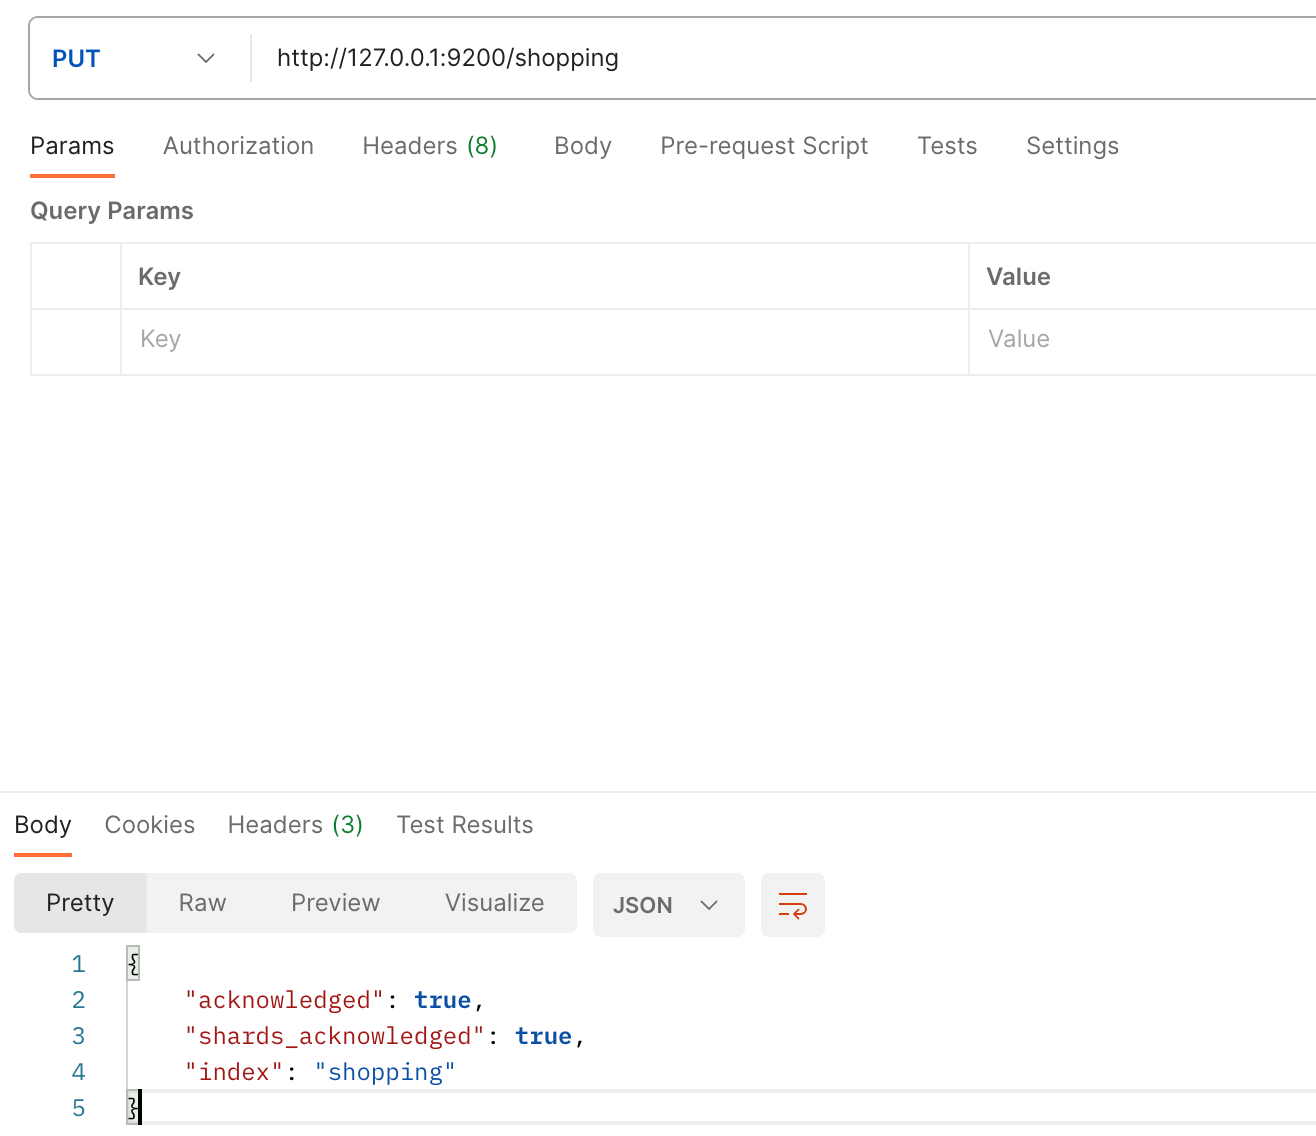 PUT http://127.0.0.1:9200/shopping
Params Authorization Headers (8) Body Pre-request Script Tests Settings
Query Params
Key Value
Key Value
Body Cookies Headers (3) Test Results
Pretty Raw Preview Visualize JSON
1 {
2 "acknowledged": true,
3 "shards_acknowledged": true,
4 "index": "shopping"
5 }